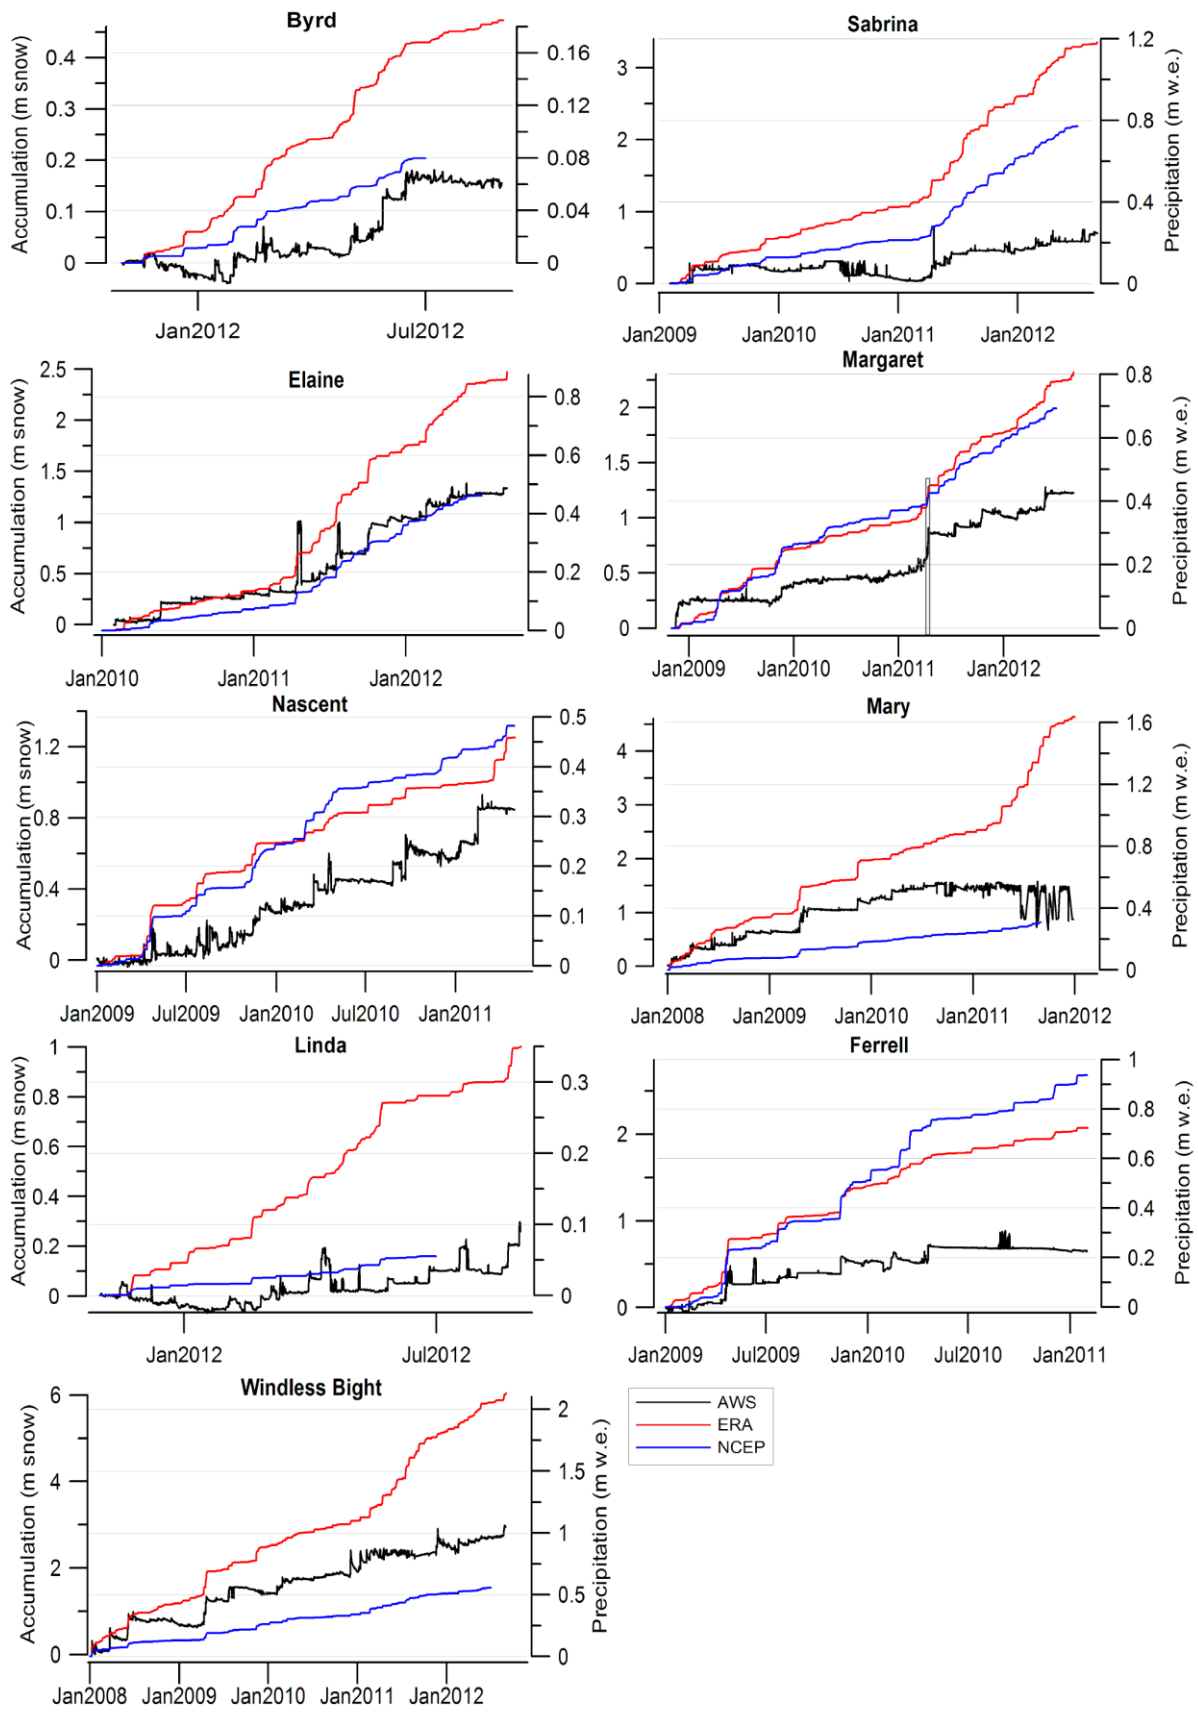 Byrd
Accumulation (m snow)
0.4
0.3
0.2
0.1
0
0.16
0.12
0.08
0.04
0
Jan2012
Jul2012
Sabrina
3
2
1
0
1.2
0.8
0.4
0
Precipitation (m w.e.)
Jan2009
Jan2010
Jan2011
Jan2012
Elaine
Accumulation (m snow)
2.5
2
1.5
1
0.5
0
0.8
0.6
0.4
0.2
0
Jan2010
Jan2011
Jan2012
Margaret
2
1.5
1
0.5
0
0.8
0.6
0.4
0.2
0
Precipitation (m w.e.)
Jan2009
Jan2010
Jan2011
Jan2012
Nascent
Accumulation (m snow)
1.2
0.8
0.4
0
0.5
0.4
0.3
0.2
0.1
0
Jan2009
Jul2009
Jan2010
Jul2010
Jan2011
Mary
4
3
2
1
0
1.6
1.2
0.8
0.4
0
Precipitation (m w.e.)
Jan2008
Jan2009
Jan2010
Jan2011
Jan2012
Linda
Accumulation (m snow)
1
0.8
0.6
0.4
0.2
0
0.3
0.2
0.1
0
Jan2012
Jul2012
Ferrell
2
1
0
1
0.8
0.6
0.4
0.2
0
Precipitation (m w.e.)
Jan2009
Jul2009
Jan2010
Jul2010
Jan2011
Windless Bight
Accumulation (m snow)
6
4
2
0
2
1.5
1
0.5
0
Precipitation (m w.e.)
Jan2008
Jan2009
Jan2010
Jan2011
Jan2012
AWS
ERA
NCEP